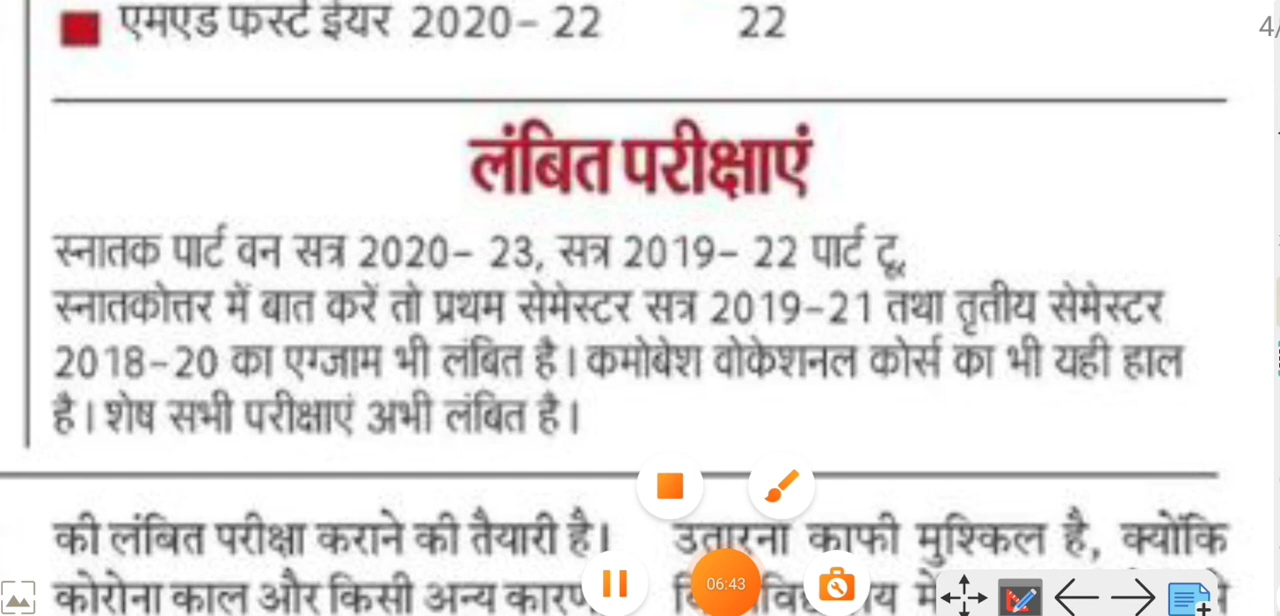 एमएड फर्स्ट ईयर 2020- 22 22
4/
लंबित परीक्षाएं
स्नातक पार्ट वन सत्र 2020- 23, सत्र 2019- 22 पार्ट टू,
स्नातकोत्तर में बात करें तो प्रथम सेमेस्टर सत्र 2019-21 तथा तृतीय सेमेस्टर
2018-20 का एग्जाम भी लंबित है। कमोबेश वोकेशनल कोर्स का भी यही हाल
है। शेष सभी परीक्षाएं अभी लंबित है।
की लंबित परीक्षा कराने की तैयारी है।
कोरोना काल और किसी अन्य
उतारना काफी मुश्किल है, क्योंकि
06:43